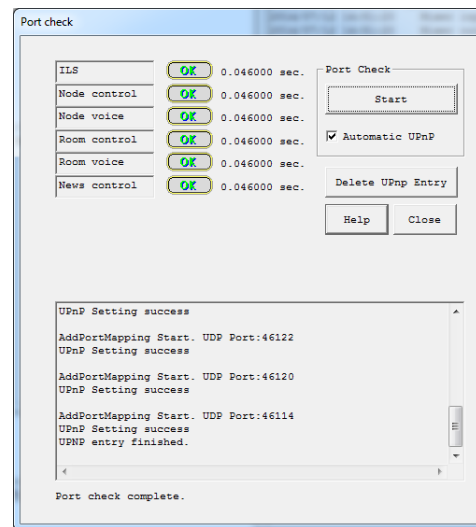 Port check
ILS OK 0.046000 sec.
Node control OK 0.046000 sec.
Node voice OK 0.046000 sec.
Room control OK 0.046000 sec.
Room voice OK 0.046000 sec.
News control OK 0.046000 sec.
Port Check
Start
Automatic UPnP
Delete UPnp Entry
Help Close
UPnP Setting success
AddPortMapping Start. UDP Port:46122
UPnP Setting success
AddPortMapping Start. UDP Port:46120
UPnP Setting success
AddPortMapping Start. UDP Port:46114
UPnP Setting success
UPNP entry finished.
Port check complete.